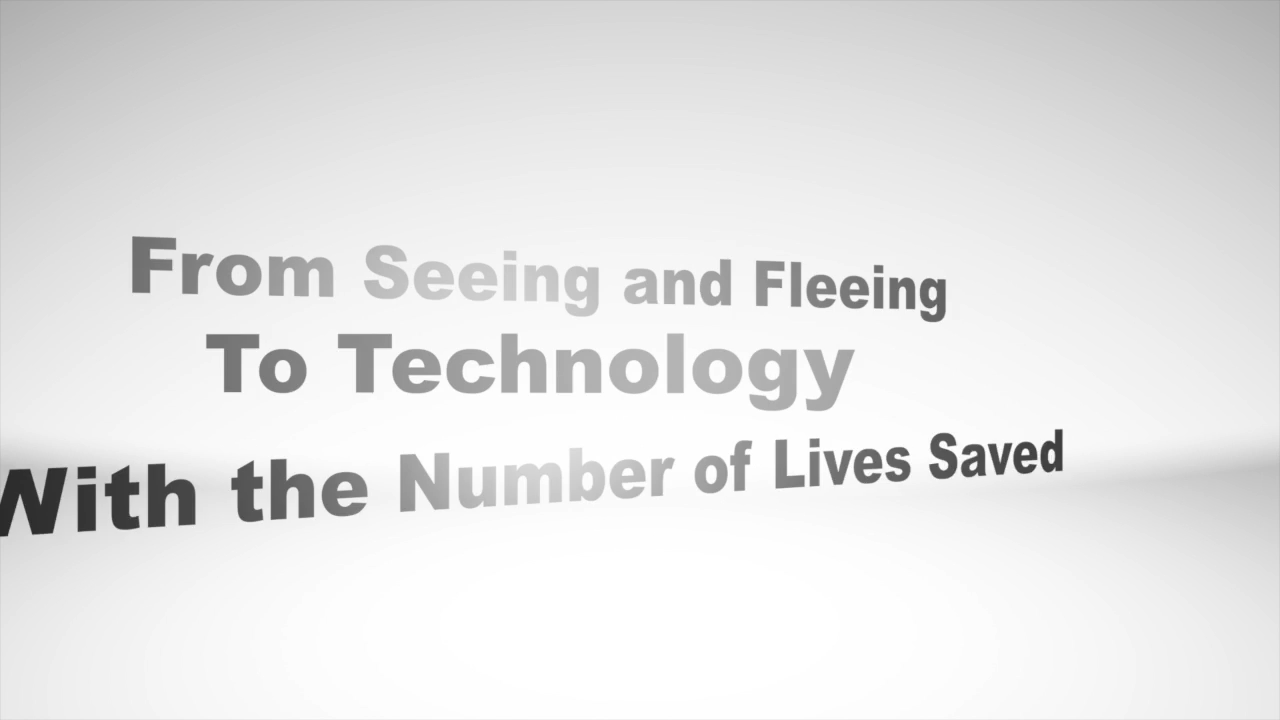 From Seeing and Fleeing
To Technology
With the Number of Lives Saved